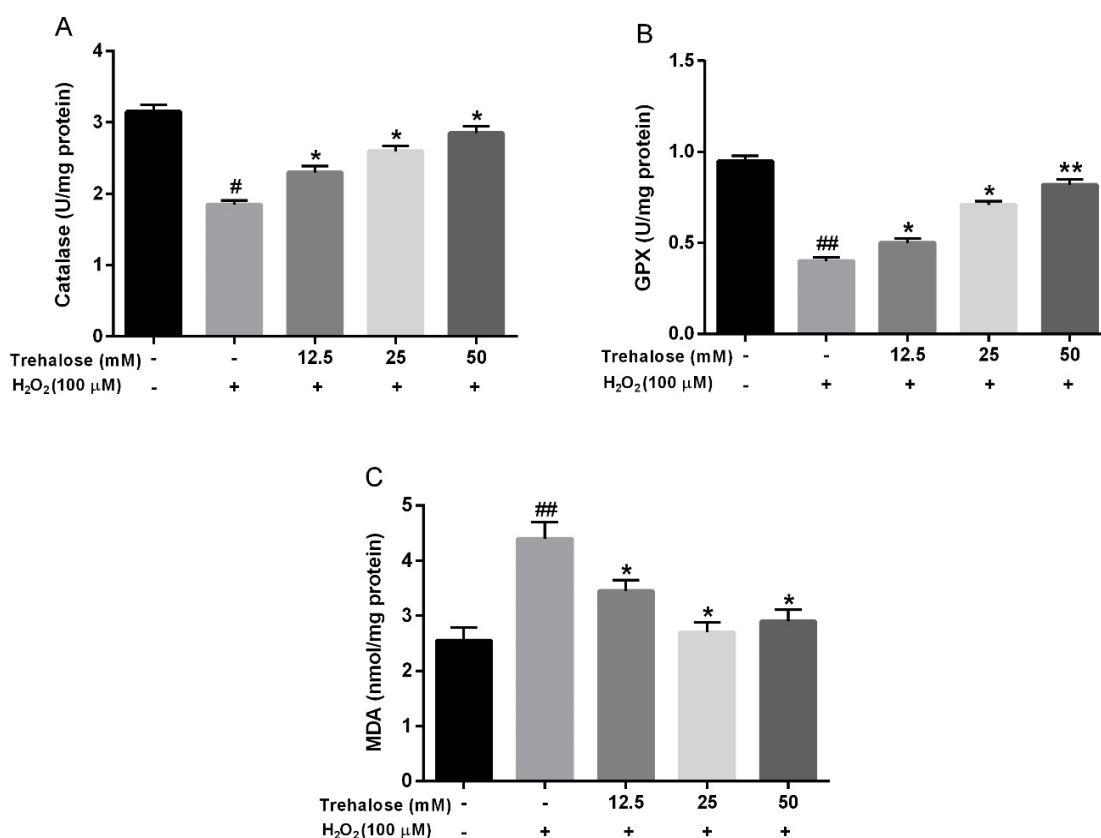 A
Catalase (U/mg protein)
4
3
2
1
0
#
*
*
*
Trehalose (mM) - - 12.5 25 50
H₂O₂(100 μM) - + + + +
B
GPX (U/mg protein)
1.5
1.0
0.5
0.0
##
*
*
**
Trehalose (mM) - - 12.5 25 50
H₂O₂(100 μM) - + + + +
C
MDA (nmol/mg protein)
5
4
3
2
1
0
##
*
*
*
Trehalose (mM) - - 12.5 25 50
H₂O₂(100 μM) - + + + +